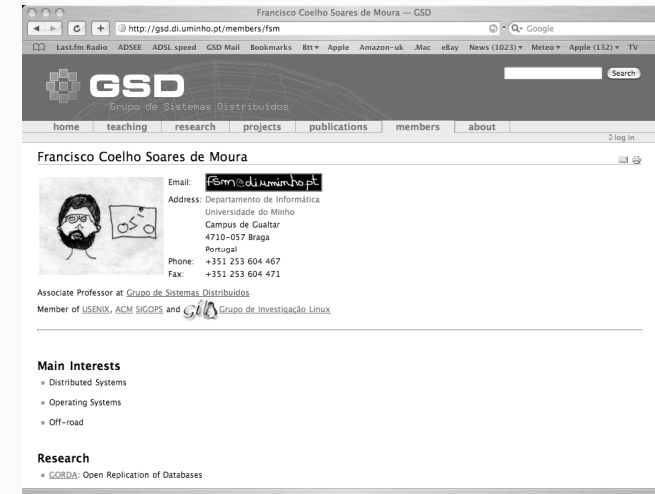 Francisco Coelho Soares de Moura — GSD
http://gsd.di.uminho.pt/members/fsm
Google
Last.fm Radio ADSEE ADSL speed GSD Mail Bookmarks Btt Apple Amazon-uk .Mac eBay News (1023) Meteo Apple (132) TV
Search
GSD
Grupo de Sistemas Distribuídos
home teaching research projects publications members about
log in
Francisco Coelho Soares de Moura
Email: fsm@di.uminho.pt
Address: Departamento de Informática
Universidade do Minho
Campus de Gualtar
4710-057 Braga
Portugal
Phone: +351 253 604 467
Fax: +351 253 604 471
Associate Professor at Grupo de Sistemas Distribuídos
Member of USENIX, ACM SIGOPS and Gil Grupo de Investigação Linux
Main Interests
Distributed Systems
Operating Systems
Off-road
Research
GORDA: Open Replication of Databases